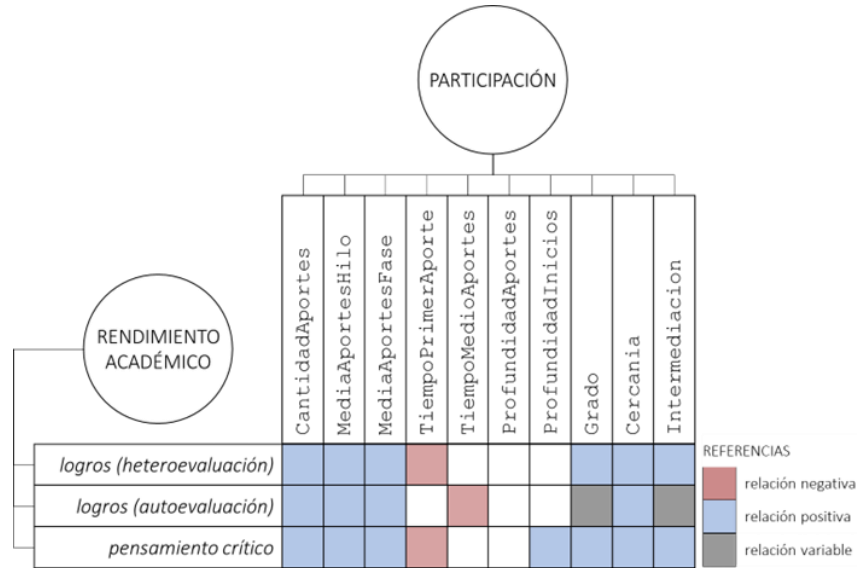 PARTICIPACIÓN
CantidadAportes
MediaAportesHilo
MediaAportesFase
TiempoPrimerAporte
TiempoMedioAportes
ProfundidadAportes
ProfundidadInicios
Grado
Cercania
Intermediacion
RENDIMIENTO
ACADÉMICO
logros (heteroevaluación)
logros (autoevaluación)
pensamiento crítico
REFERENCIAS
relación negativa
relación positiva
relación variable